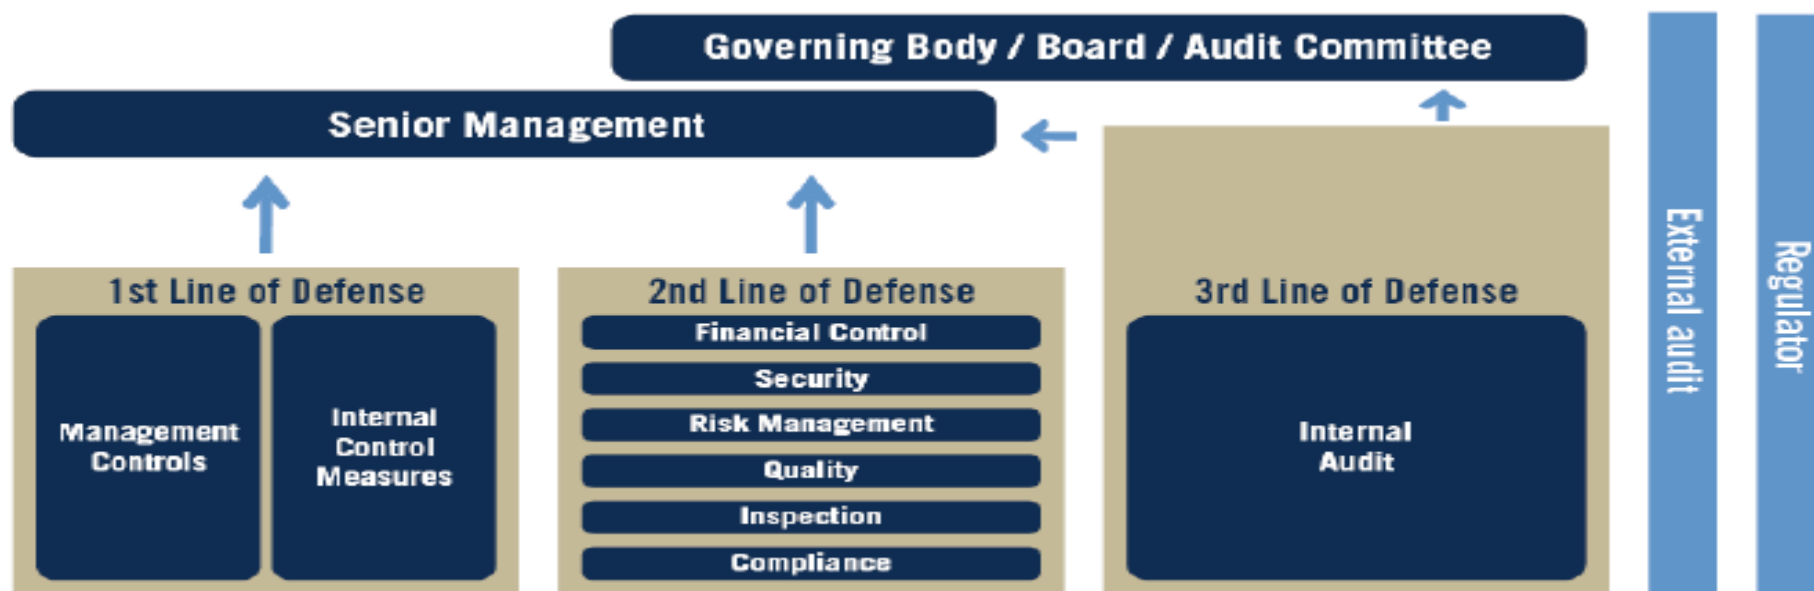 Governing Body / Board / Audit Committee
Senior Management
1st Line of Defense
Management
Controls
Internal
Control
Measures
2nd Line of Defense
Financial Control
Security
Risk Management
Quality
Inspection
Compliance
3rd Line of Defense
Internal
Audit
External audit
Regulator